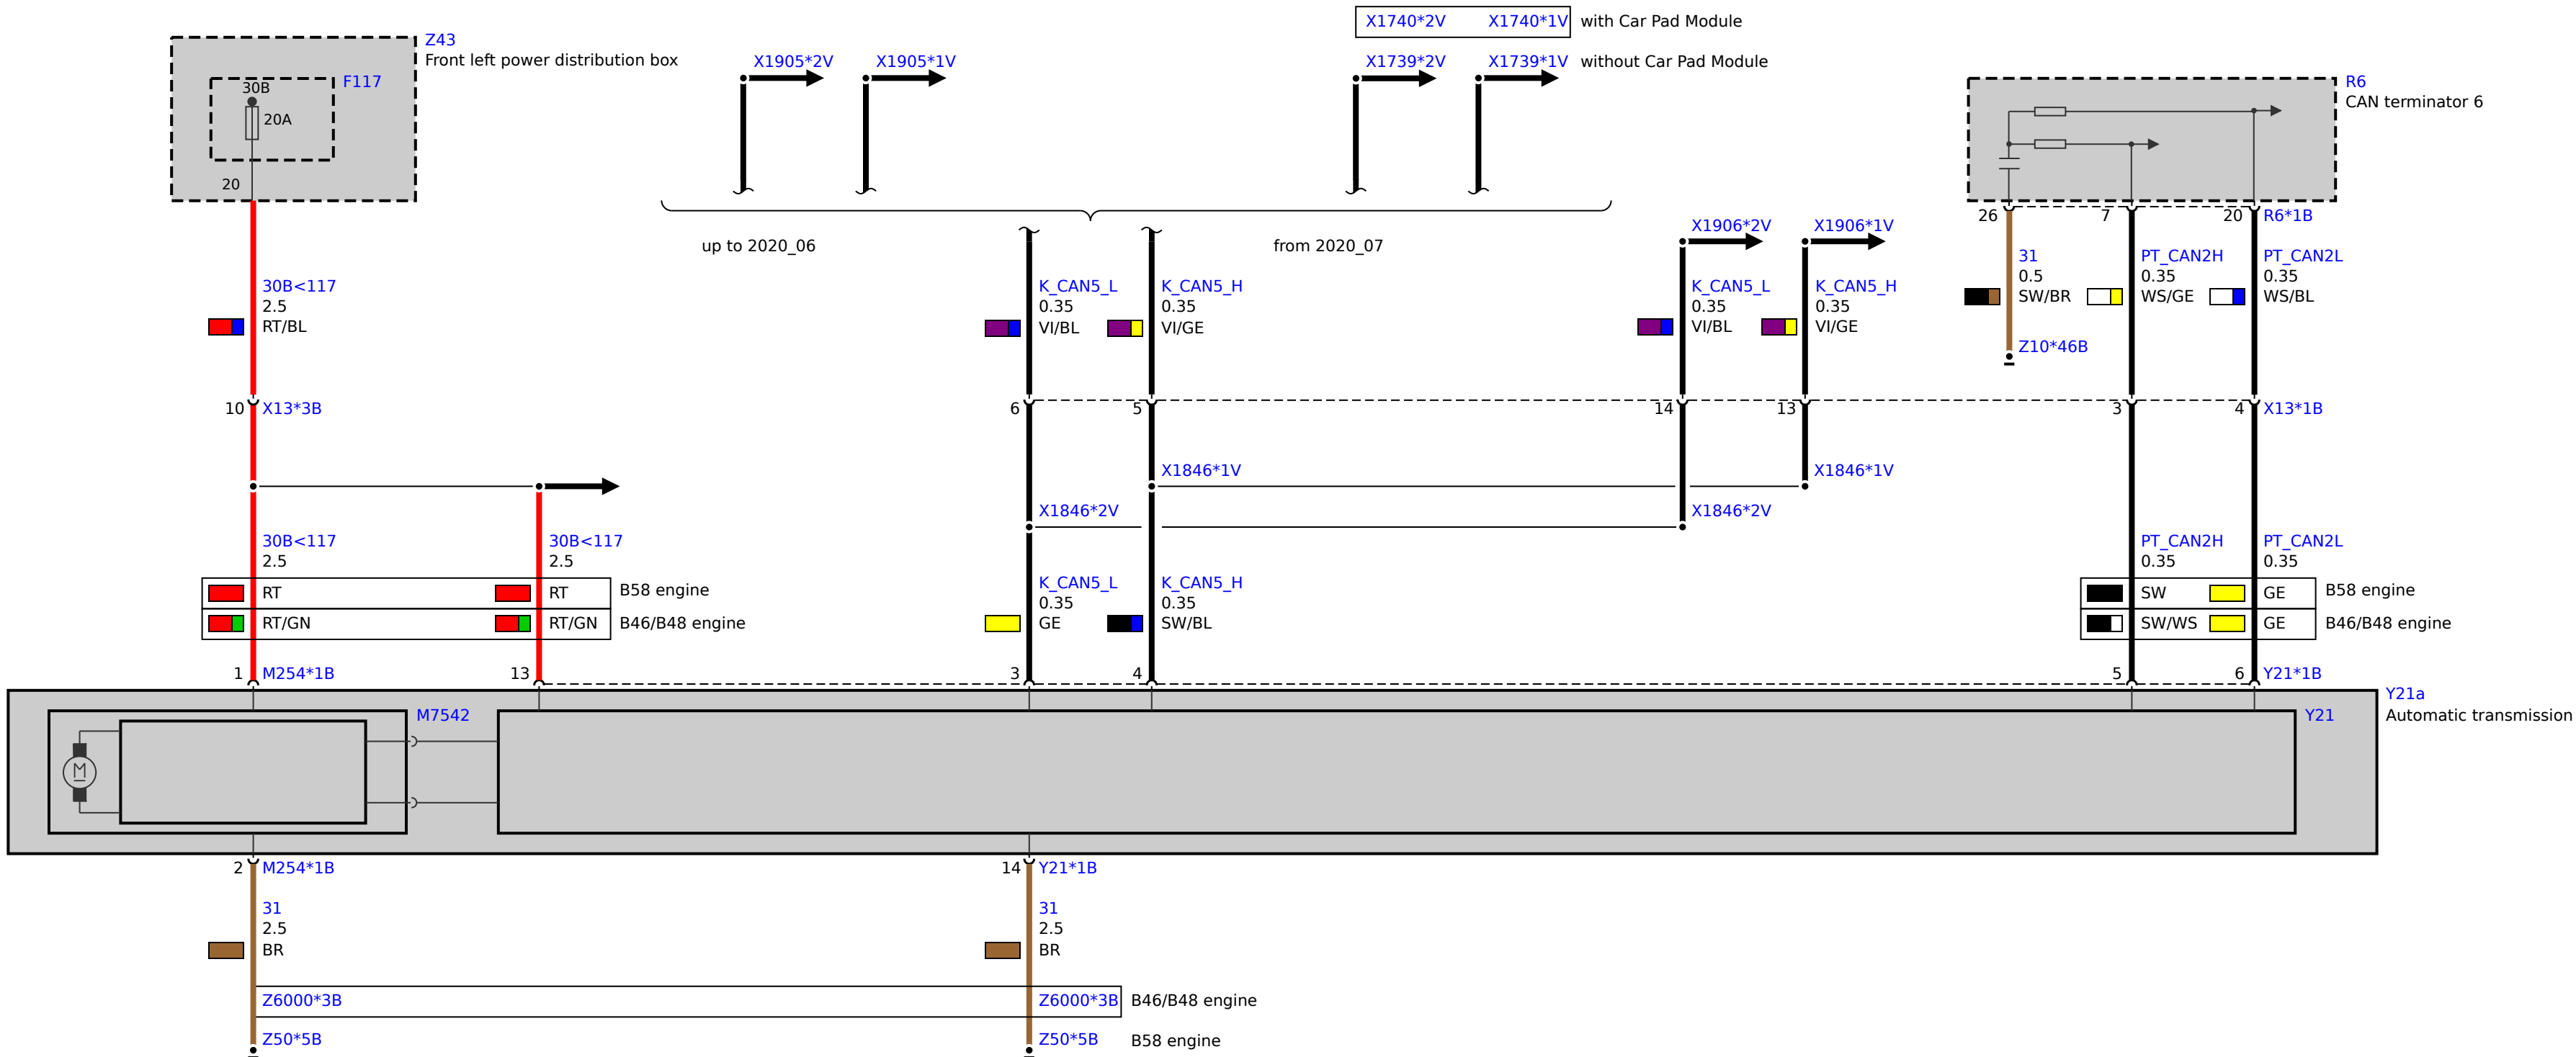 X1740*2V X1740*1V with Car Pad Module
Z43
Front left power distribution box
X1905*2V X1905*1V
X1739*2V X1739*1V without Car Pad Module
F117
30B
20A
20
R6
CAN terminator 6
26 7 20 R6*1B
up to 2020_06
from 2020_07
X1906*2V X1906*1V
31 PT_CAN2H PT_CAN2L
0.5 0.35 0.35
SW/BR WS/GE WS/BL
30B<117 K_CAN5_L K_CAN5_H K_CAN5_L K_CAN5_H
2.5 0.35 0.35 0.35 0.35
RT/BL VI/BL VI/GE VI/BL VI/GE
Z10*46B
10 X13*3B 6 5 14 13 3 4 X13*1B
X1846*1V X1846*1V
X1846*2V X1846*2V
30B<117 30B<117 PT_CAN2H PT_CAN2L
2.5 2.5 0.35 0.35
RT RT B58 engine
RT/GN RT/GN B46/B48 engine
K_CAN5_L K_CAN5_H
0.35 0.35
GE SW/BL
SW GE B58 engine
SW/WS GE B46/B48 engine
1 M254*1B 13 3 4 5 6 Y21*1B
Y21a
Automatic transmission
M7542
Y21
M
2 M254*1B 14 Y21*1B
31 31
2.5 2.5
BR BR
Z6000*3B Z6000*3B B46/B48 engine
Z50*5B Z50*5B B58 engine